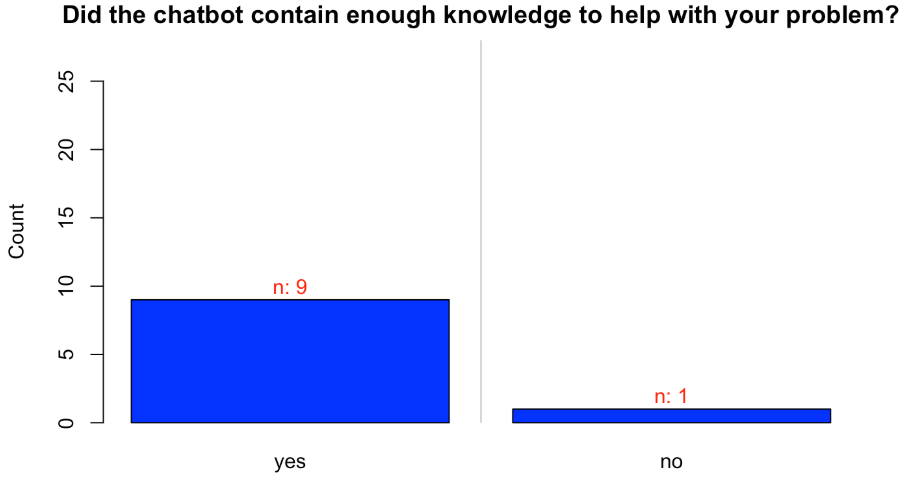 Did the chatbot contain enough knowledge to help with your problem?
25
20
15
10
5
0
Count
n: 9
n: 1
yes
no